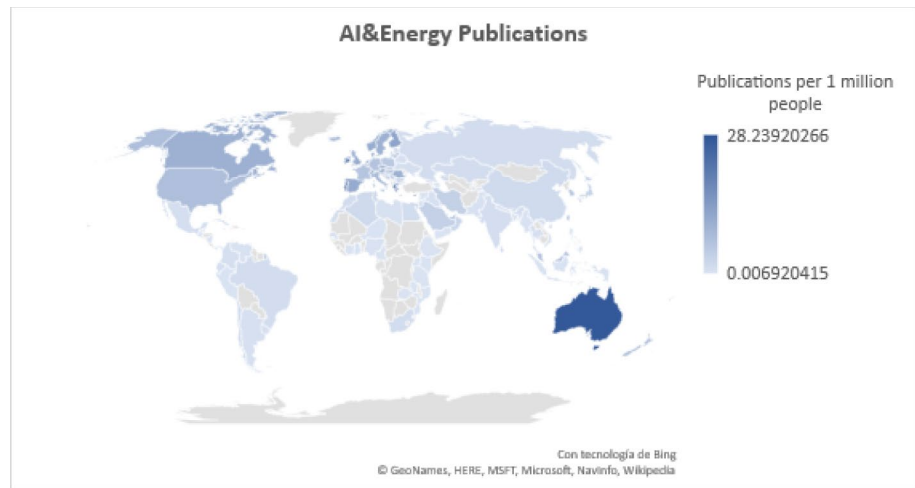 AI&Energy Publications
Publications per 1 million
people
28.23920266
0.006920415
Con tecnología de Bing
© GeoNames, HERE, MSFT, Microsoft, NavInfo, Wikipedia